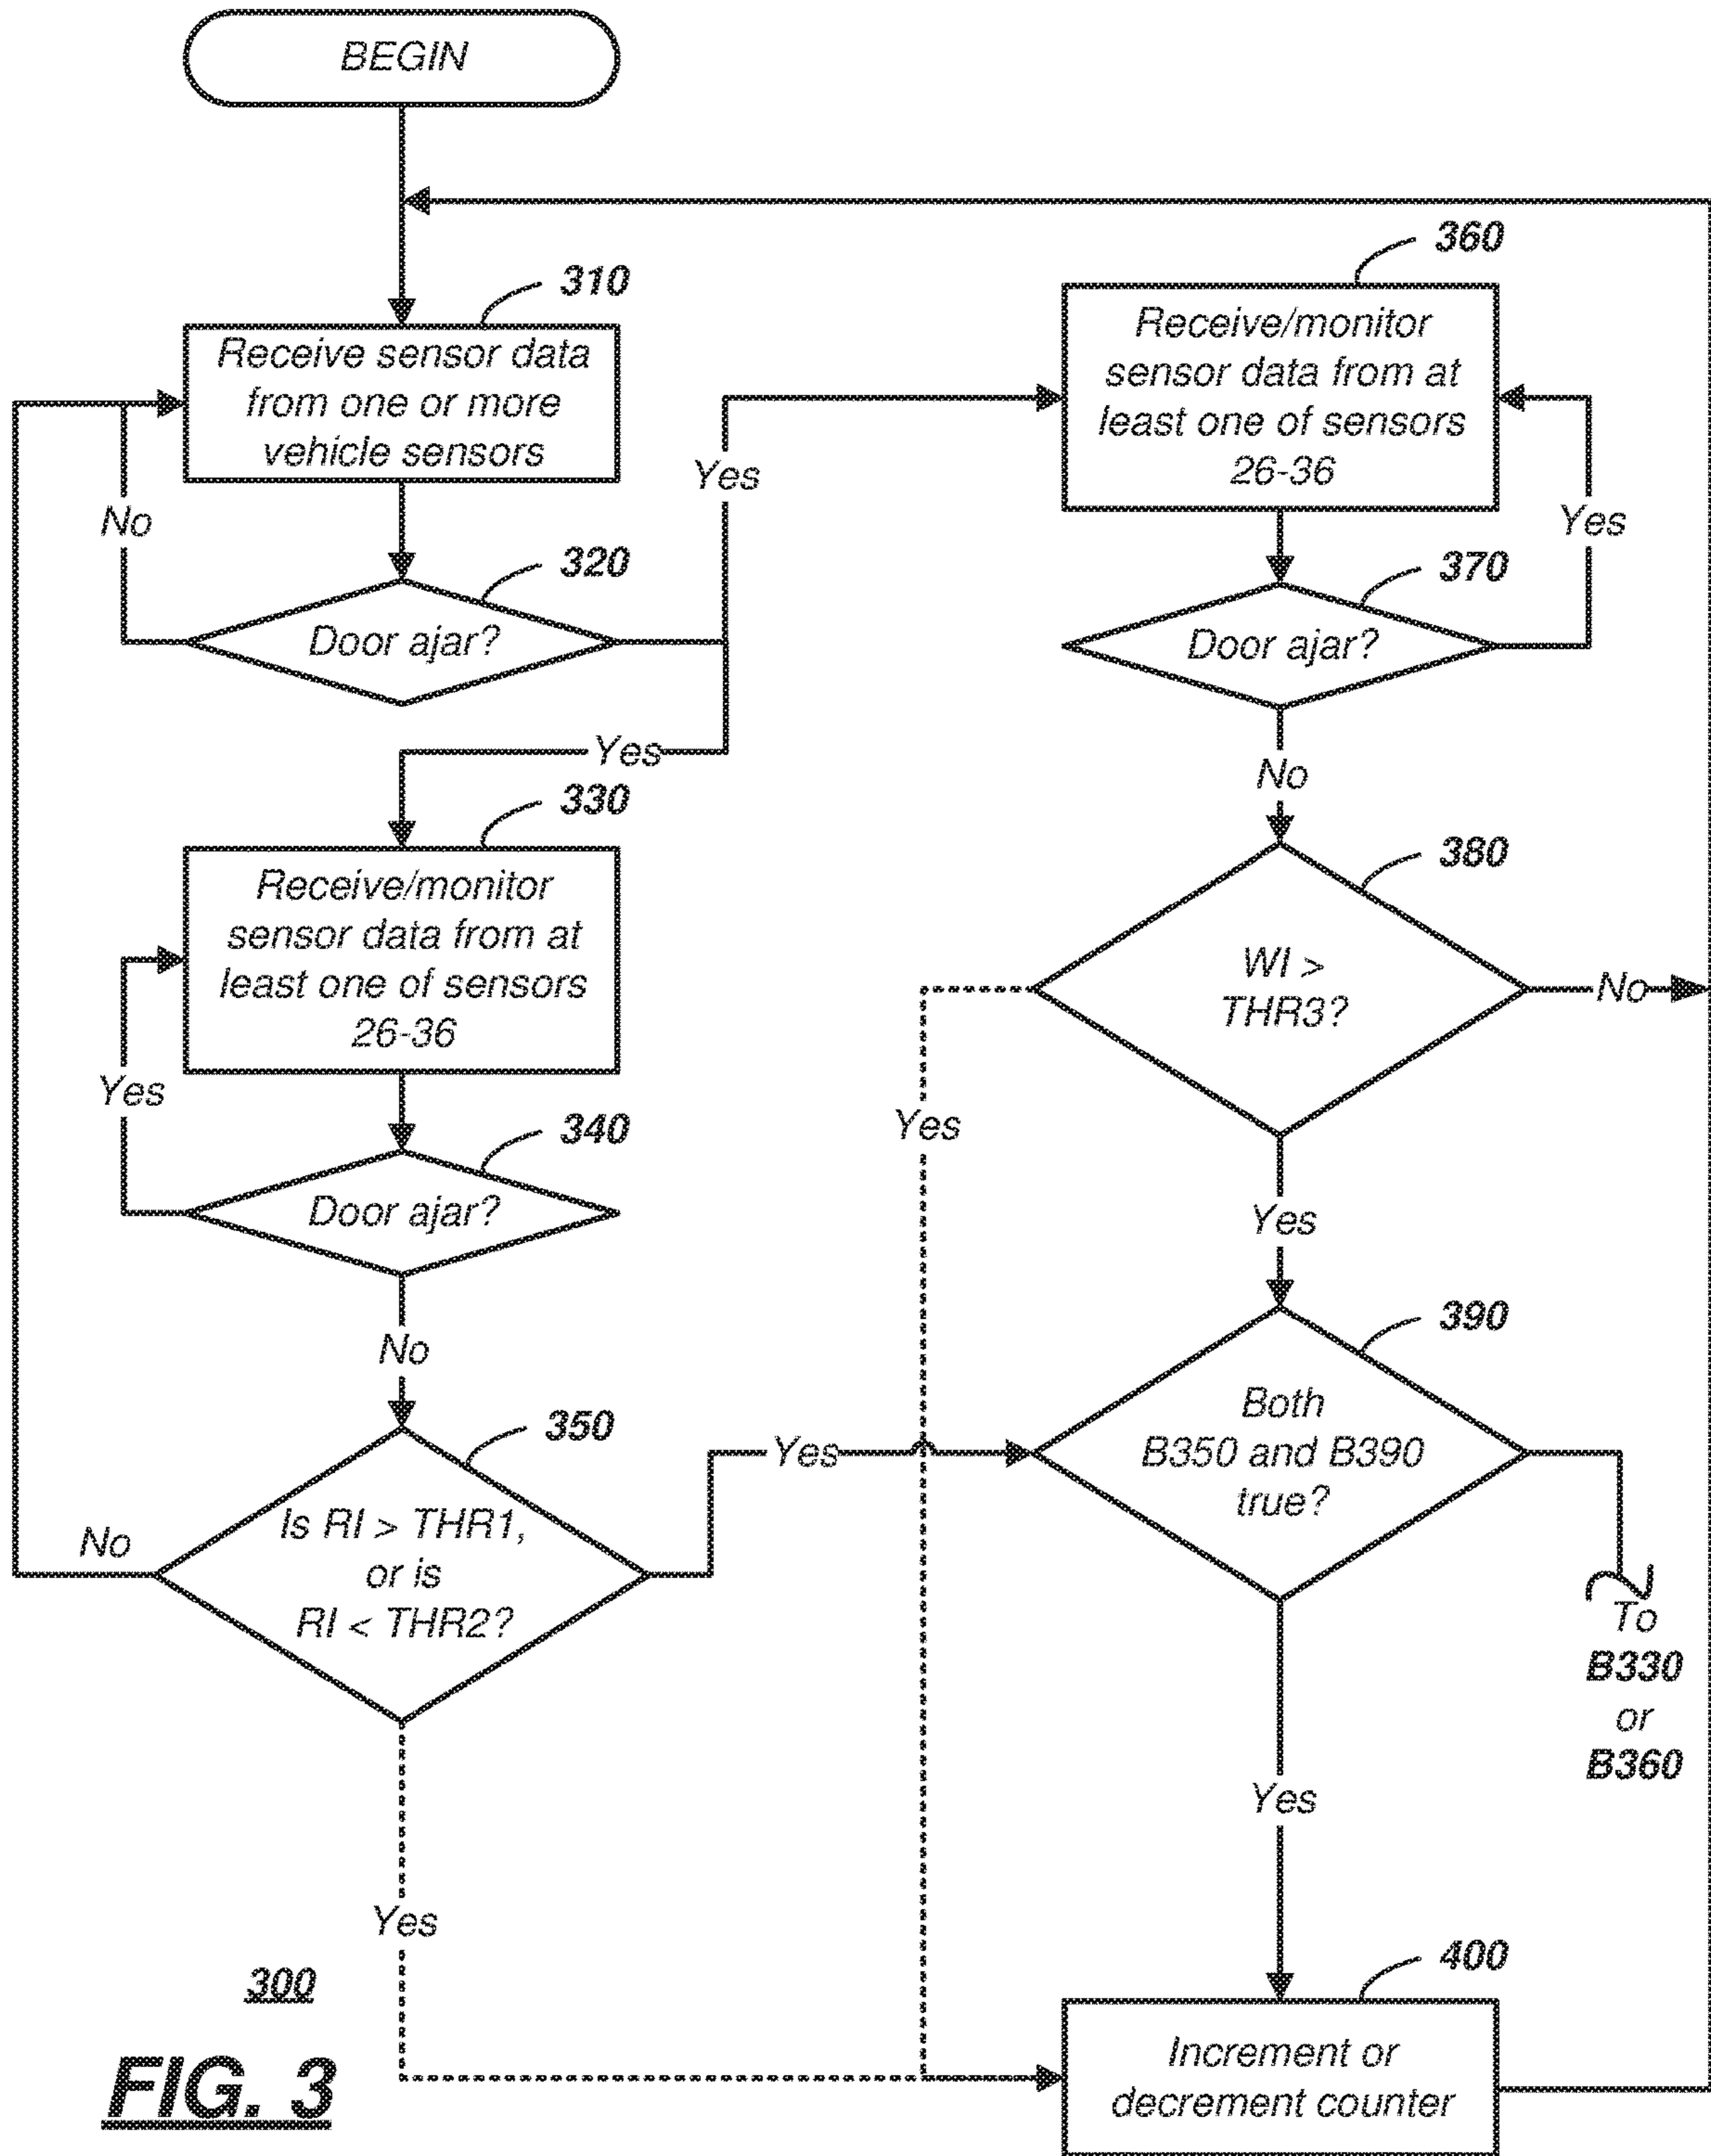 BEGIN
310
Receive sensor data
from one or more
vehicle sensors
No
320
Door ajar?
Yes
Yes
330
Receive/monitor
sensor data from at
least one of sensors
26-36
Yes
340
Door ajar?
No
350
Is RI > THR1,
or is
RI < THR2?
No
Yes
Yes
360
Receive/monitor
sensor data from at
least one of sensors
26-36
Yes
370
Door ajar?
No
380
WI >
THR3?
No
Yes
Yes
390
Both
B350 and B390
true?
To
B330
or
B360
Yes
400
Increment or
decrement counter
300
FIG. 3